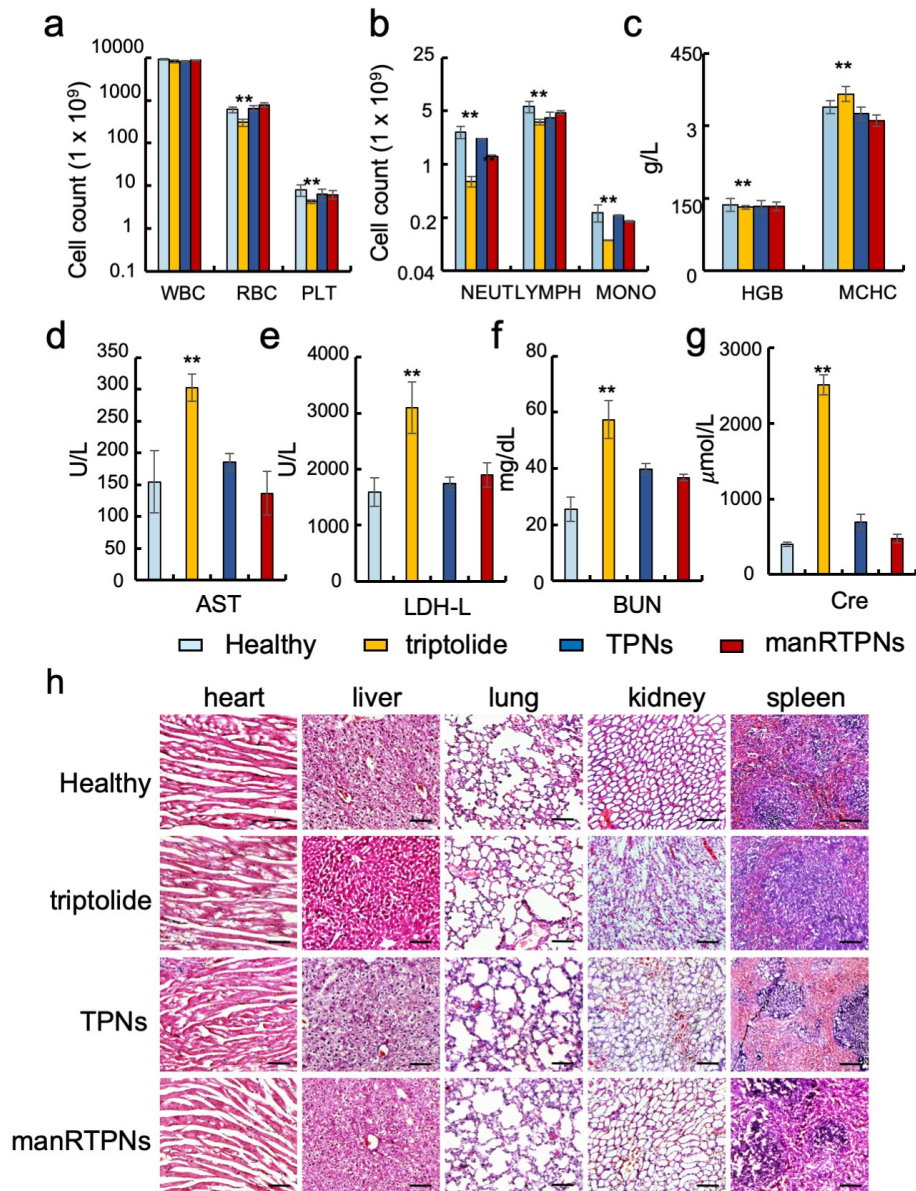 a
Cell count (1 x 10⁹)
10000
1000
100
10
1
0.1
**
**
WBC RBC PLT
b
Cell count (1 x 10⁹)
25
5
1
0.2
0.04
**
**
**
NEUT LYMPH MONO
c
g/L
450
3
150
0
**
**
HGB MCHC
d
U/L
350
300
250
200
150
100
50
0
**
AST
e
U/L
4000
3000
2000
1000
0
**
LDH-L
f
mg/dL
80
60
40
20
0
**
BUN
g
µmol/L
3000
2000
1000
0
**
Cre
Healthy triptolide TPNs manRTPNs
h
heart liver lung kidney spleen
Healthy
triptolide
TPNs
manRTPNs